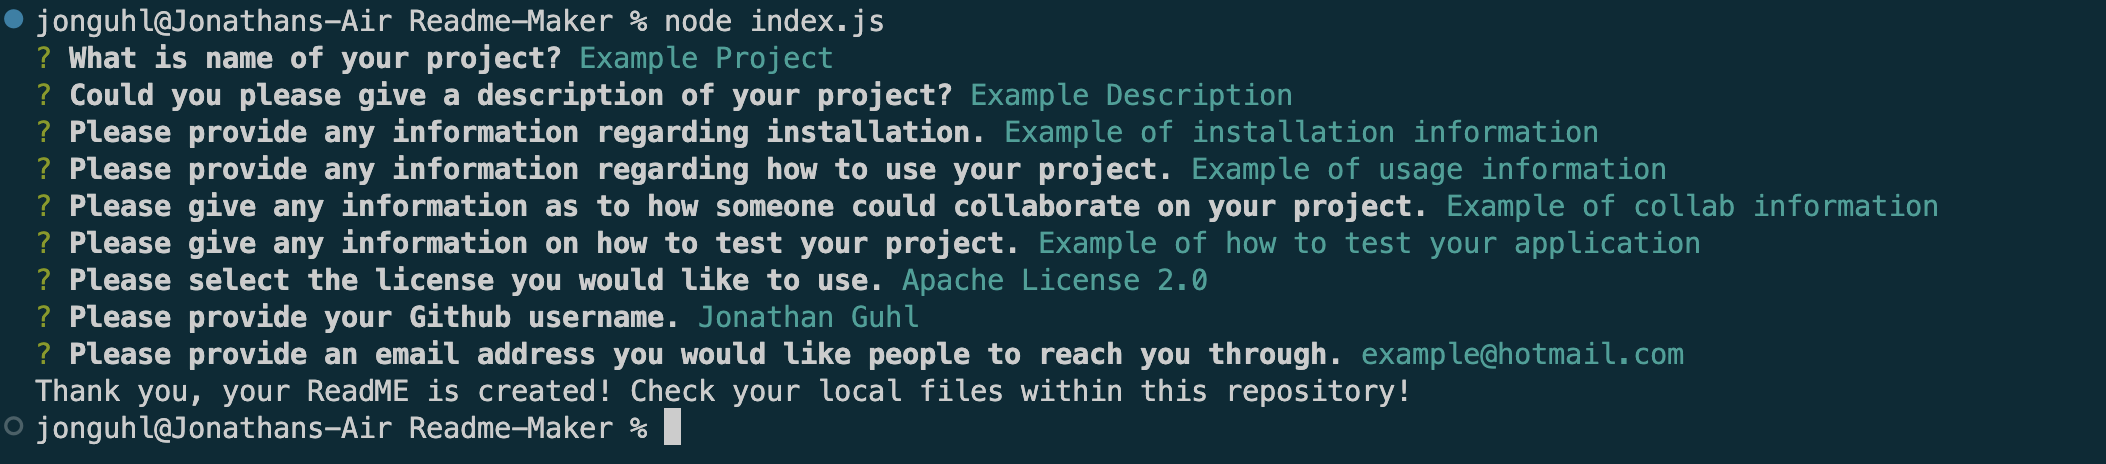 jonguhl@Jonathans-Air Readme-Maker % node index.js
? What is name of your project? Example Project
? Could you please give a description of your project? Example Description
? Please provide any information regarding installation. Example of installation information
? Please provide any information regarding how to use your project. Example of usage information
? Please give any information as to how someone could collaborate on your project. Example of collab information
? Please give any information on how to test your project. Example of how to test your application
? Please select the license you would like to use. Apache License 2.0
? Please provide your Github username. Jonathan Guhl
? Please provide an email address you would like people to reach you through. example@hotmail.com
Thank you, your ReadME is created! Check your local files within this repository!
jonguhl@Jonathans-Air Readme-Maker %